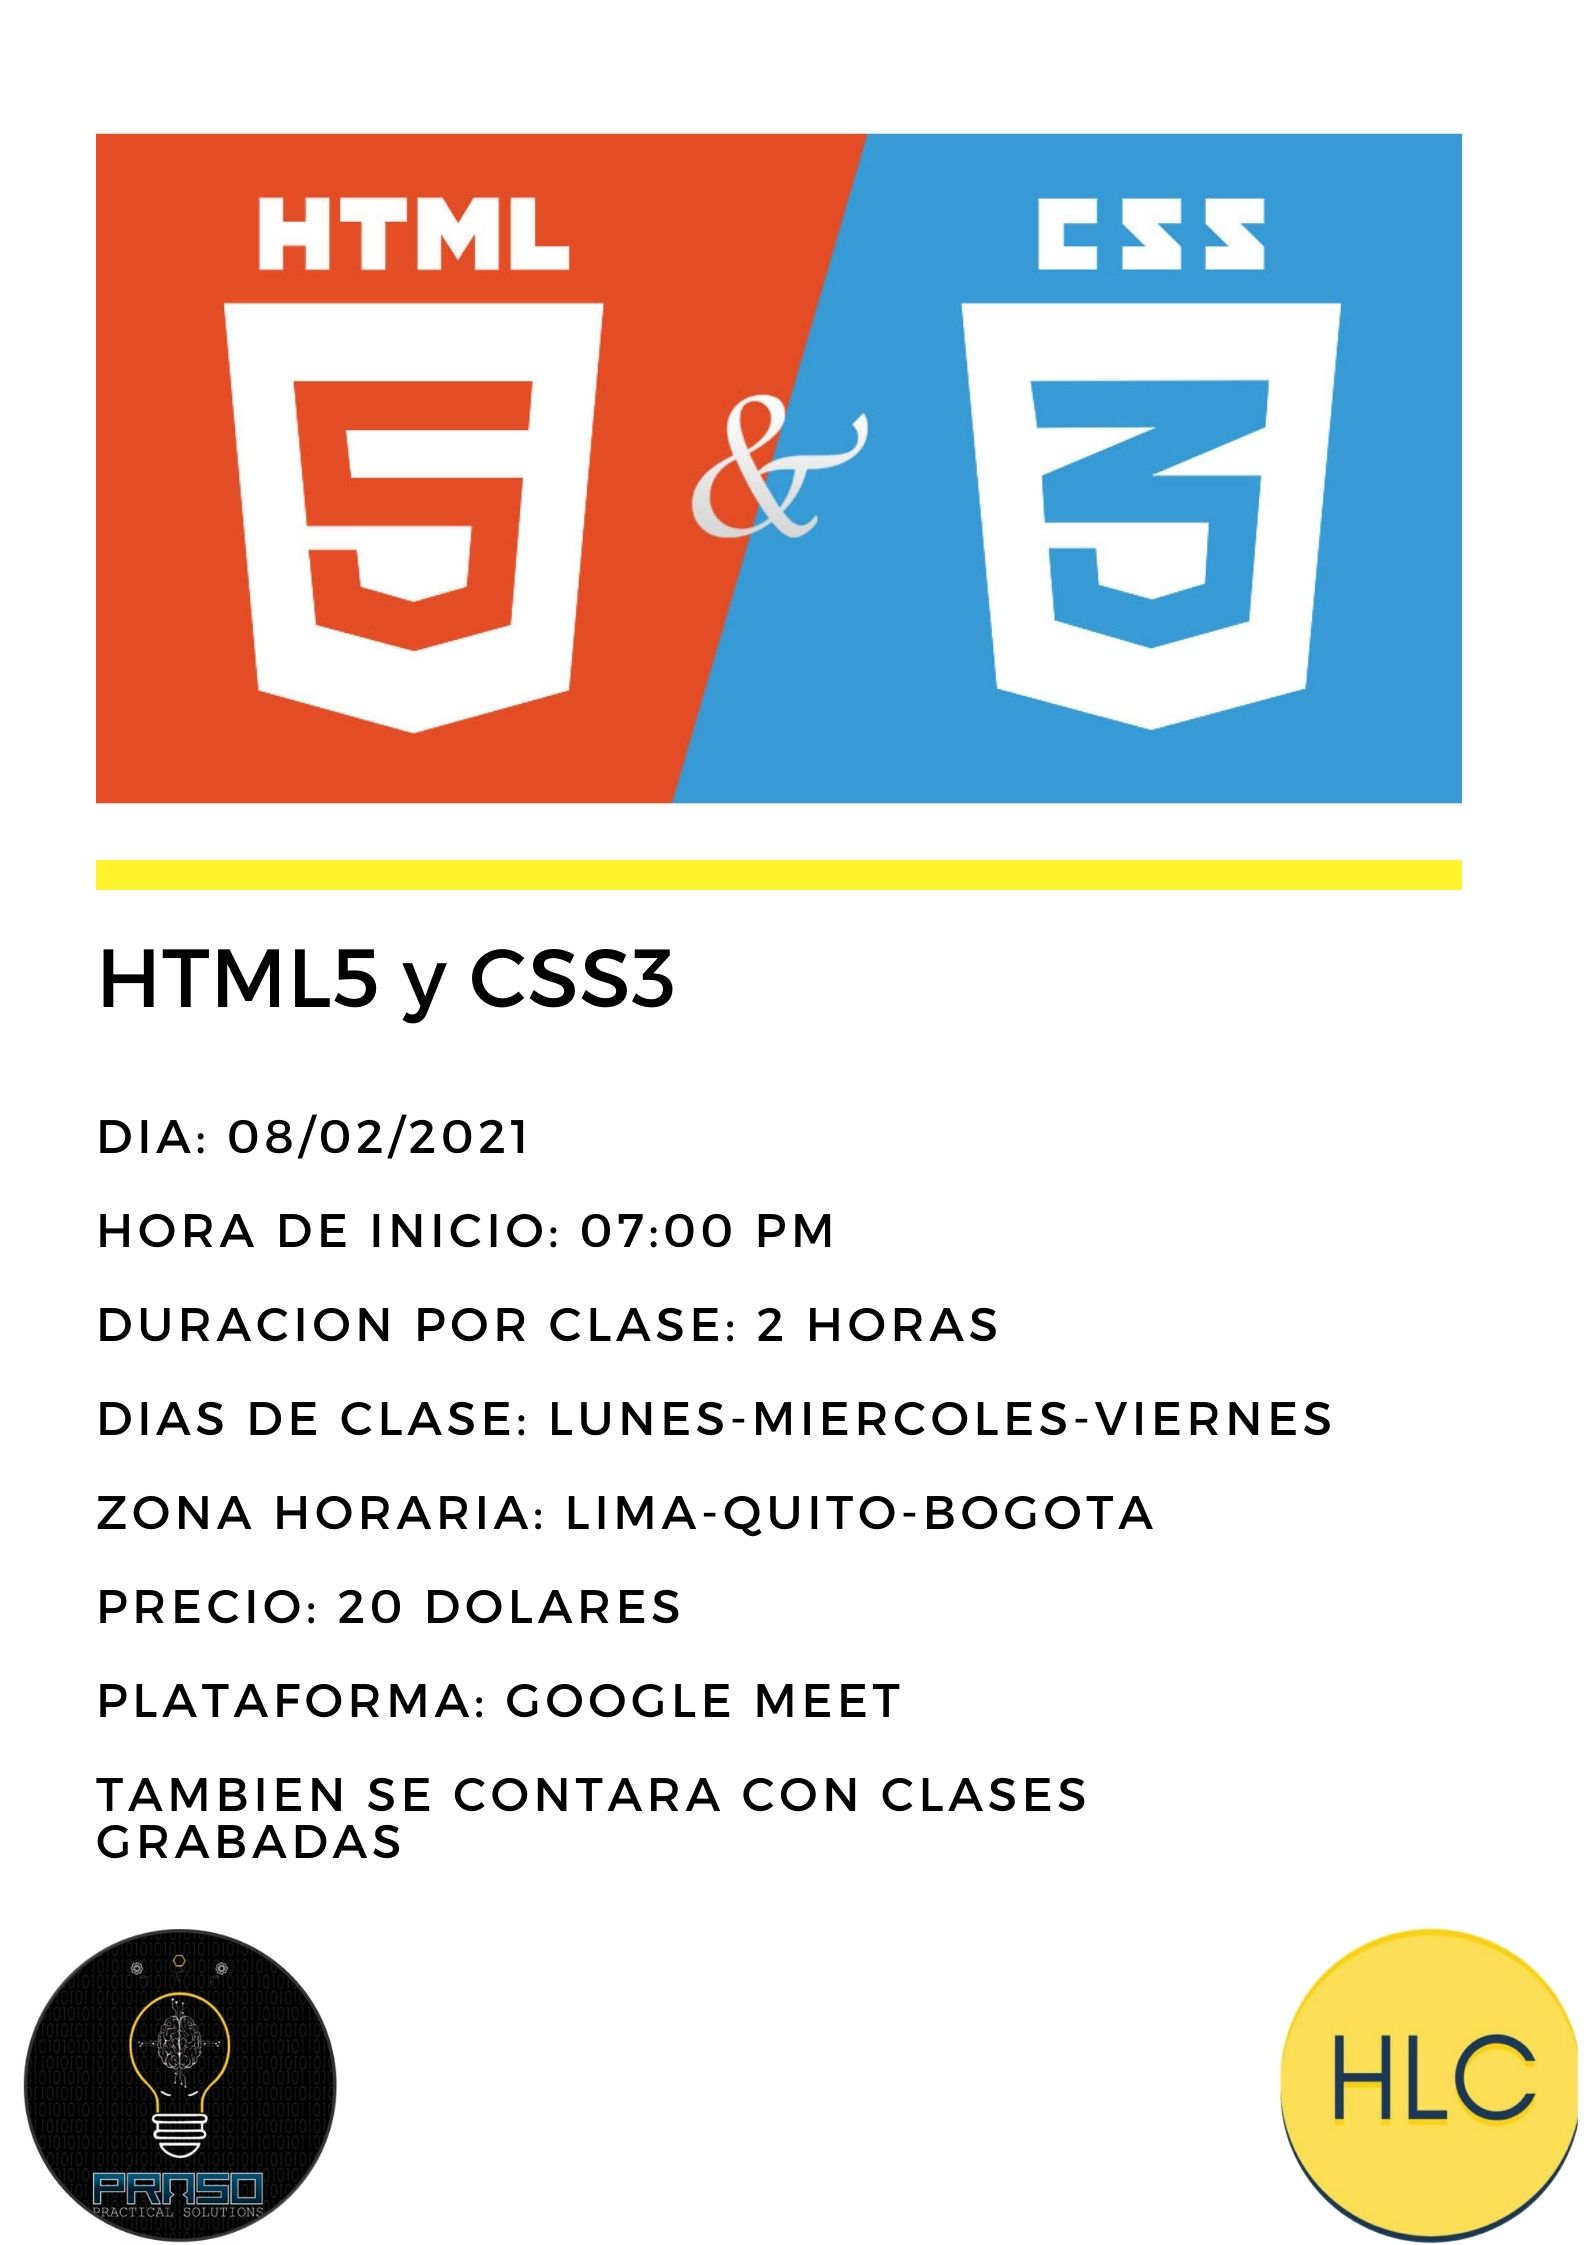 HTML
CSS
5
&
3
HTML5 y CSS3
DIA: 08/02/2021
HORA DE INICIO: 07:00 PM
DURACION POR CLASE: 2 HORAS
DIAS DE CLASE: LUNES-MIERCOLES-VIERNES
ZONA HORARIA: LIMA-QUITO-BOGOTA
PRECIO: 20 DOLARES
PLATAFORMA: GOOGLE MEET
TAMBIEN SE CONTARA CON CLASES
GRABADAS
PRASO
PRACTICAL SOLUTIONS
HLC